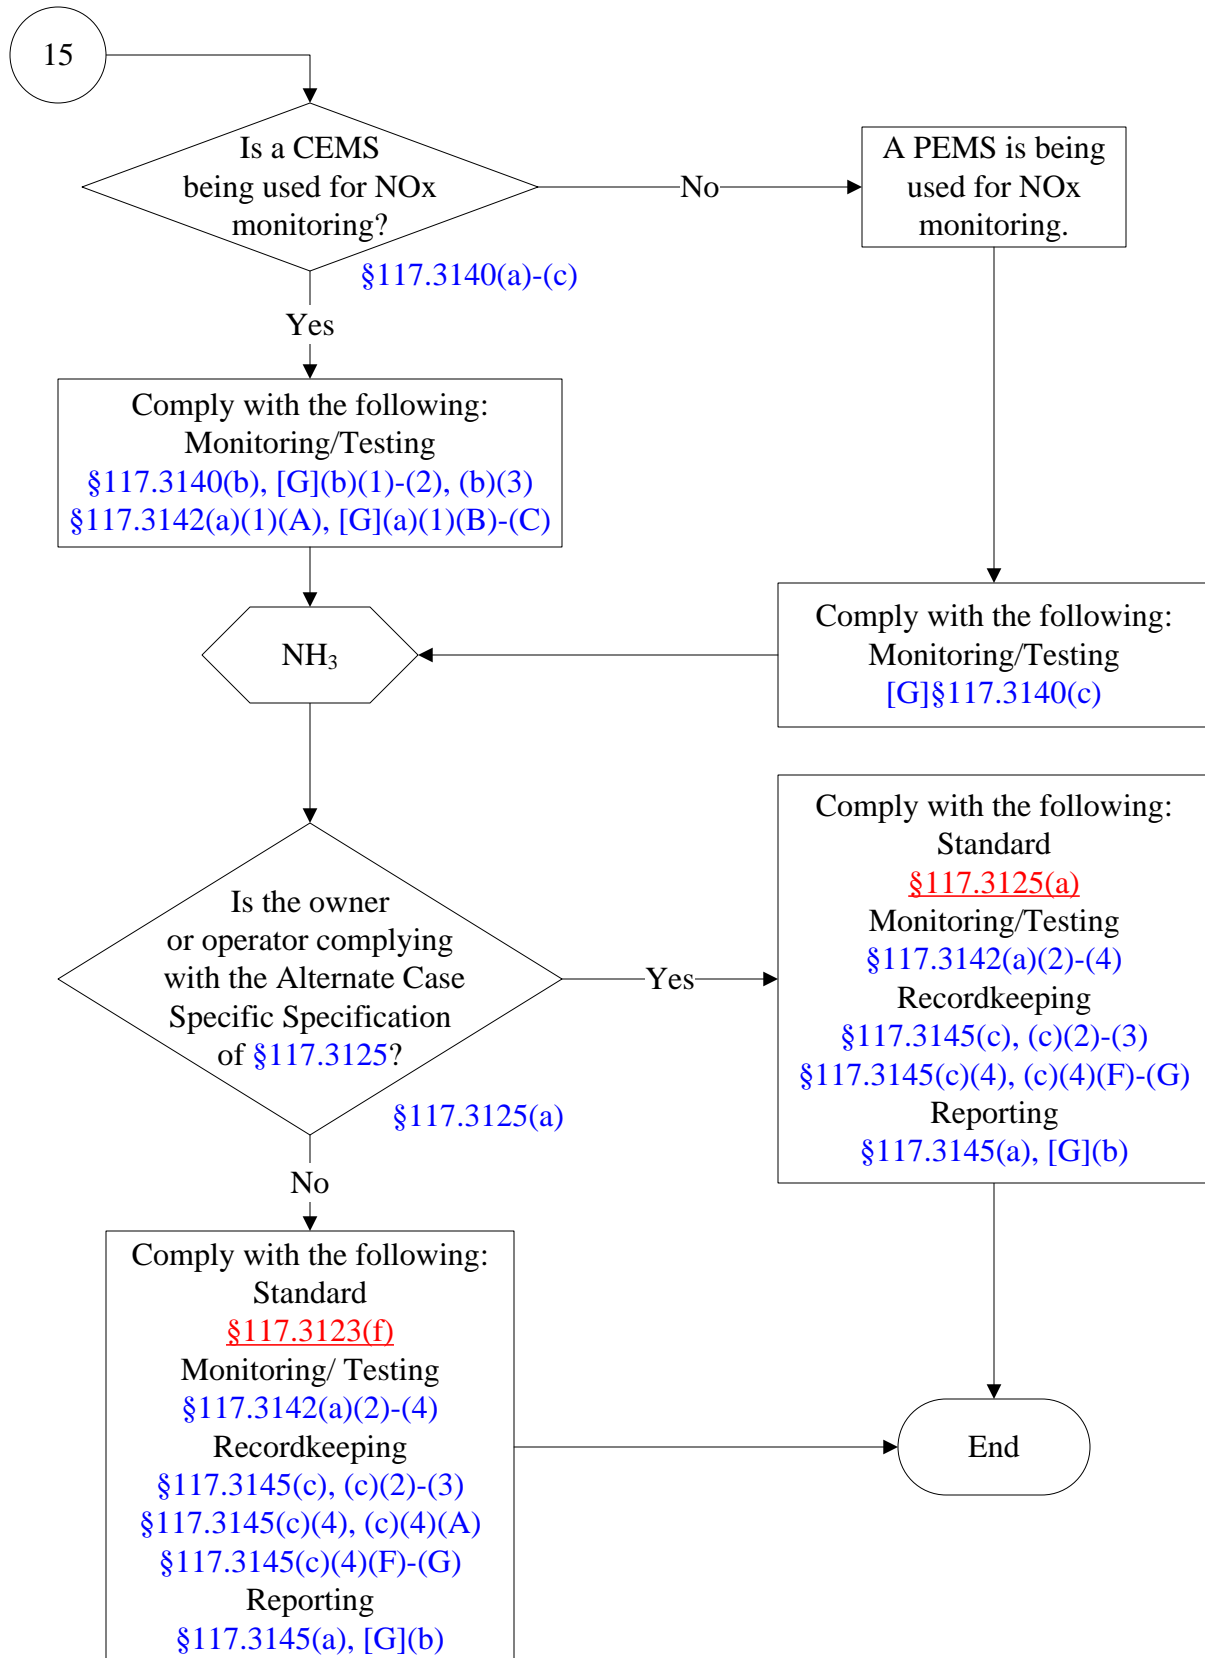 15
Is a CEMS
being used for NOx
monitoring?
§117.3140(a)-(c)
No
A PEMS is being
used for NOx
monitoring.
Yes
Comply with the following:
Monitoring/Testing
§117.3140(b), [G](b)(1)-(2), (b)(3)
§117.3142(a)(1)(A), [G](a)(1)(B)-(C)
Comply with the following:
Monitoring/Testing
[G]§117.3140(c)
NH₃
Is the owner
or operator complying
with the Alternate Case
Specific Specification
of §117.3125?
§117.3125(a)
Yes
Comply with the following:
Standard
§117.3125(a)
Monitoring/Testing
§117.3142(a)(2)-(4)
Recordkeeping
§117.3145(c), (c)(2)-(3)
§117.3145(c)(4), (c)(4)(F)-(G)
Reporting
§117.3145(a), [G](b)
No
Comply with the following:
Standard
§117.3123(f)
Monitoring/ Testing
§117.3142(a)(2)-(4)
Recordkeeping
§117.3145(c), (c)(2)-(3)
§117.3145(c)(4), (c)(4)(A)
§117.3145(c)(4)(F)-(G)
Reporting
§117.3145(a), [G](b)
End